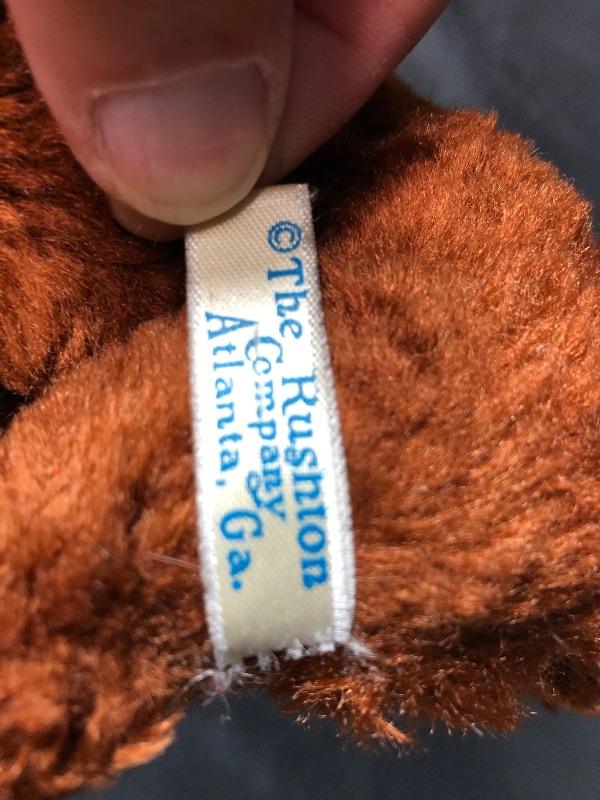 ©The Rushton
Company
Atlanta, Ga.